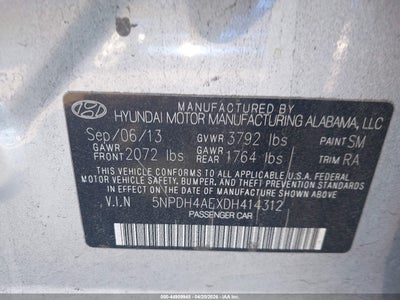 MANUFACTURED BY
HYUNDAI MOTOR MANUFACTURING ALABAMA, LLC
Sep/06/13 GVWR 3792 lbs PAINT SM
GAWR FRONT 2072 lbs GAWR REAR 1764 lbs TRIM RA
THIS VEHICLE CONFORMS TO ALL APPLICABLE U.S.A FEDERAL
MOTOR VEHICLE SAFETY, BUMPER, AND THEFT PREVENTION STANDARDS
IN EFFECT ON THE DATE OF MANUFACTURE SHOWN ABOVE.
V.I.N 5NPDH4AEXDH414312
PASSENGER CAR